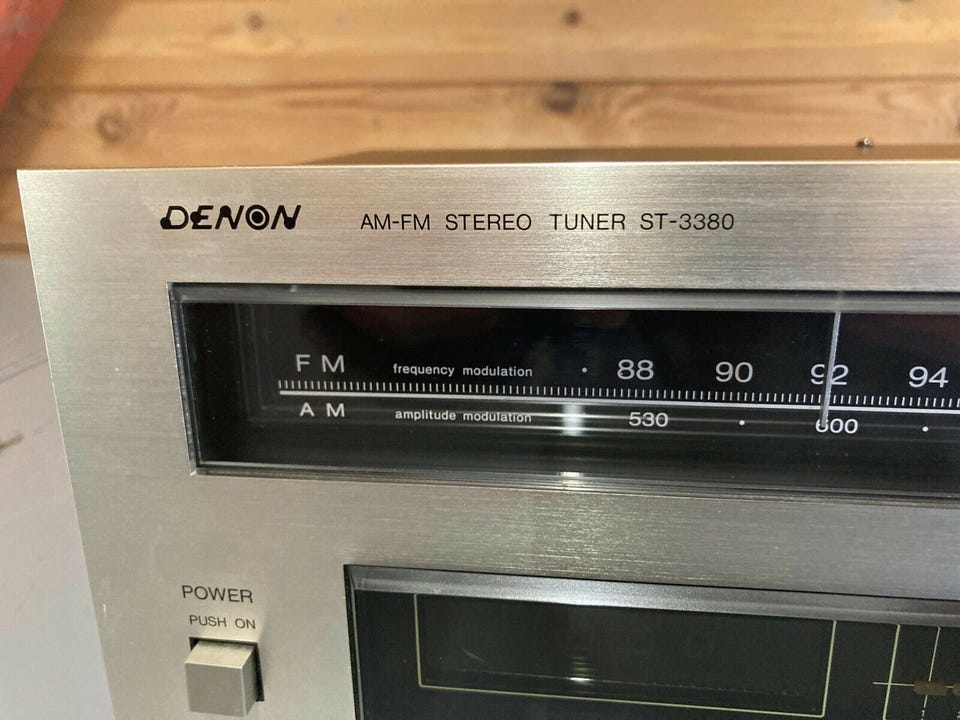 DENON AM-FM STEREO TUNER ST-3380
FM frequency modulation · 88 90 92 94
AM amplitude modulation 530 · 600 ·
POWER
PUSH ON
1